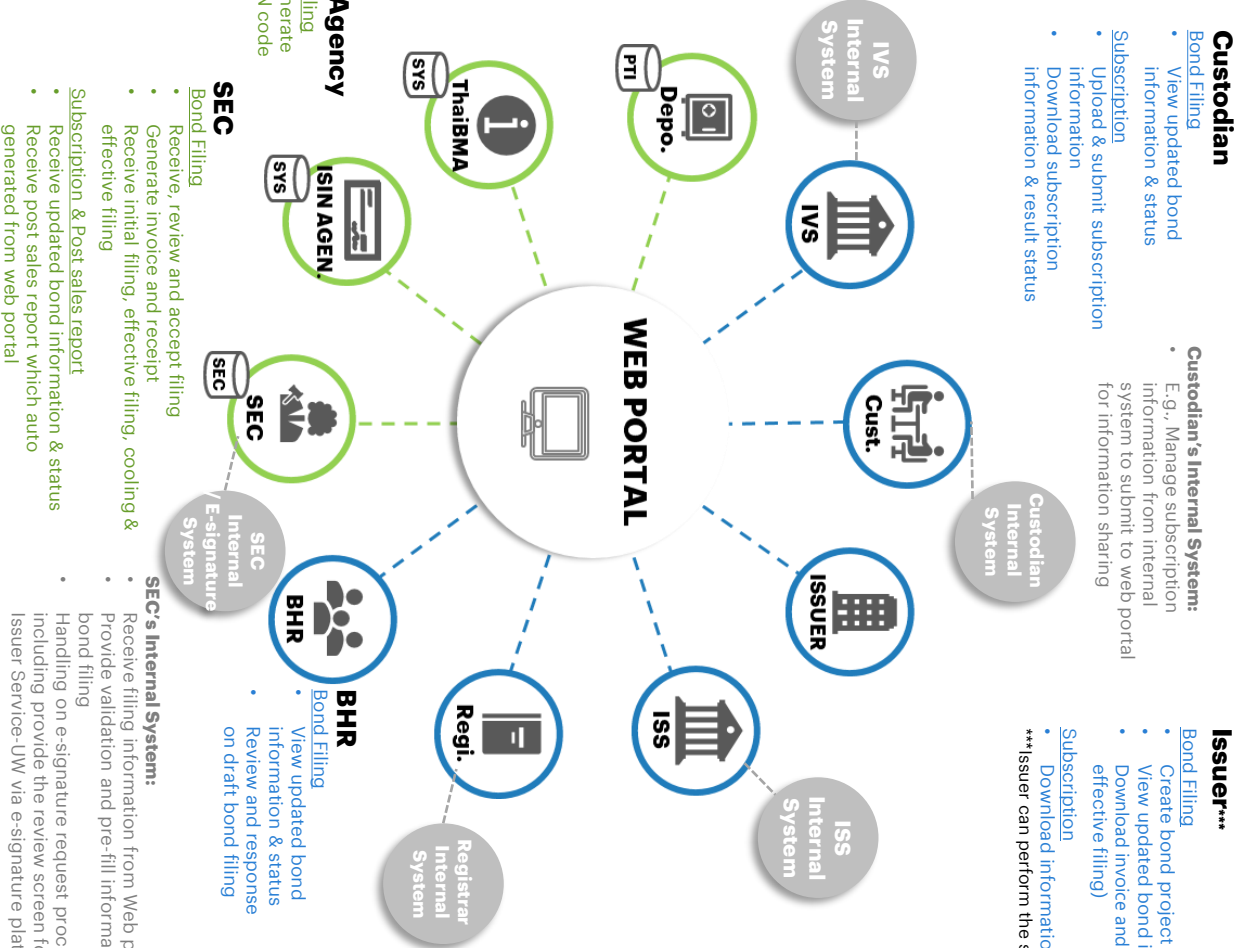 Custodian
Bond Filing
• View updated bond
information & status
Subscription
• Upload & submit subscription
information
• Download subscription
information & result status
Custodian's Internal System:
• E.g., Manage subscription
information from internal
system to submit to web portal
for information sharing
Issuer***
Bond Filing
• Create bond project
• View updated bond i
• Download invoice and
effective filing)
Subscription
• Download informatio
***Issuer can perform the s
IVS
Internal
System
IVS
Cust.
Custodian
Internal
System
ISSUER
ISS
ISS
Internal
System
Depo.
PTI
WEB PORTAL
ThaiBMA
SYS
Regi.
Registrar
Internal
System
ISIN AGEN.
SYS
SEC
SEC
BHR
SEC
Internal
/ E-signature
System
Agency
ling
nerate
N code
BHR
Bond Filing
• View updated bond
information & status
• Review and response
on draft bond filing
SEC
Bond Filing
• Receive, review and accept filing
• Generate invoice and receipt
• Receive initial filing, effective filing, cooling &
effective filing
Subscription & Post sales report
• Receive updated bond information & status
• Receive post sales report which auto
generated from web portal
SEC's Internal System:
• Receive filing information from Web p
• Provide validation and pre-fill informa
bond filing
• Handling on e-signature request proc
including provide the review screen fo
Issuer Service-UW via e-signature plat